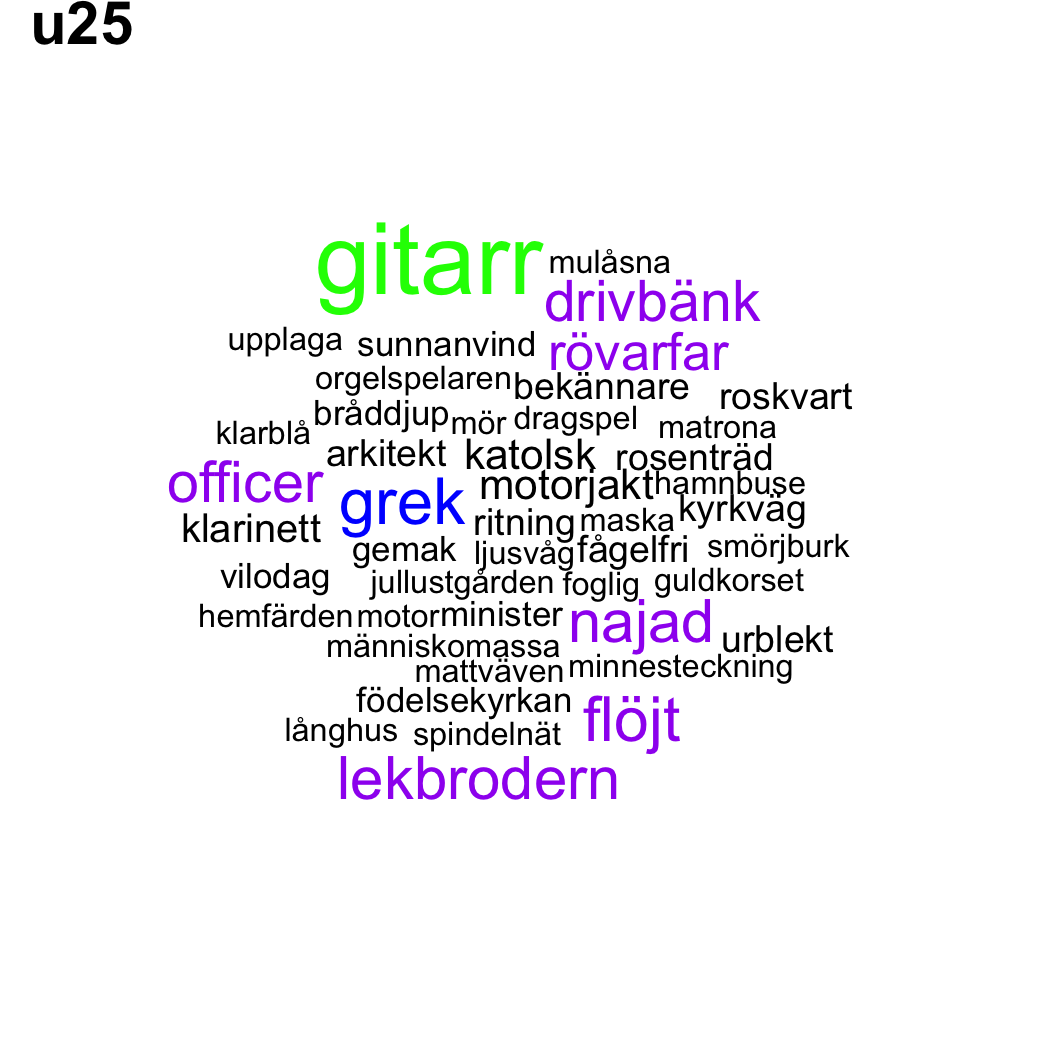 u25
gitarr mulåsna
drivbänk
upplaga sunnanvind rövarfar
orgelspelaren bekännare roskvart
klarblå bråddjup mör dragspel matrona
arkitekt katolsk rosenträd
officer grek motorjakt hamnbuse
klarinett ritning maska kyrkväg
gemak ljusvåg fågelfri smörjburk
vilodag jullustgården foglig guldkorset
hemfärden motor minister najad urblekt
människomassa
mattväven minnesteckning
födelsekyrkan flöjt
långhus spindelnät
lekbrodern